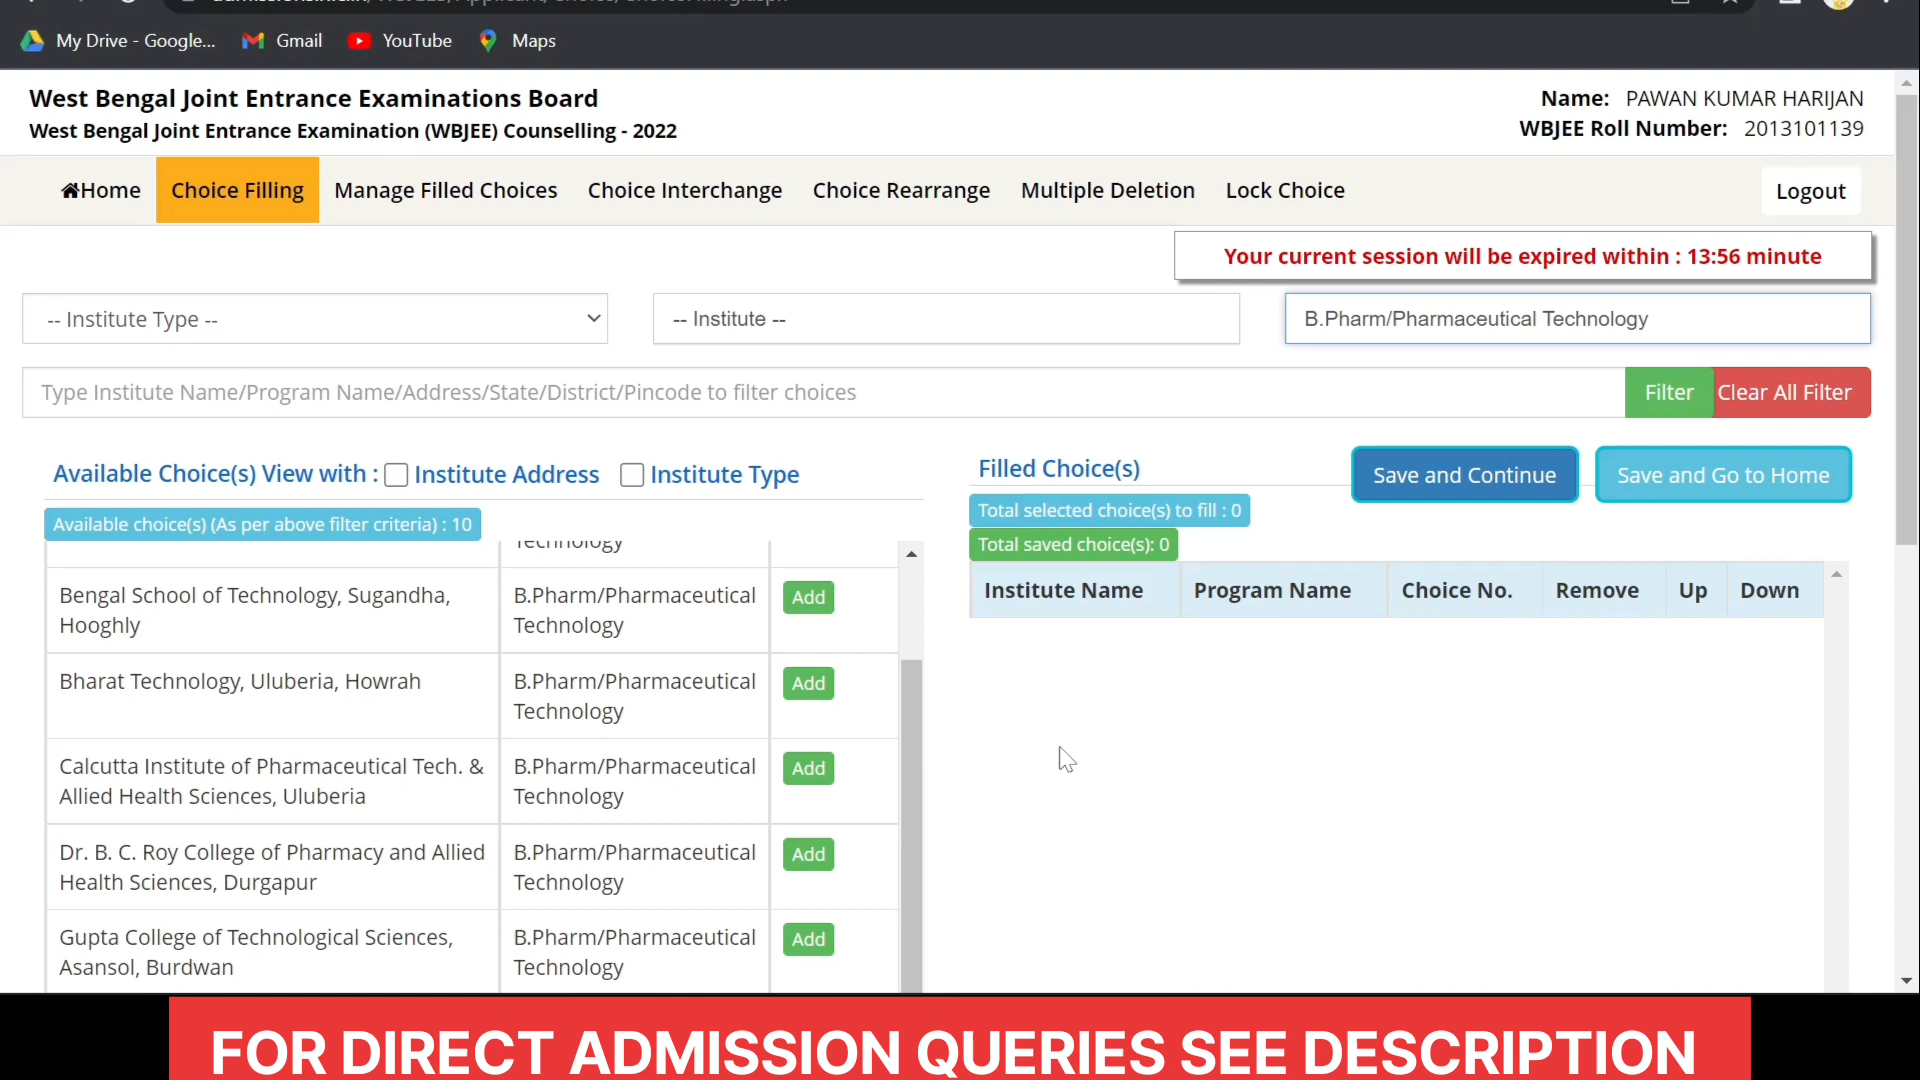 My Drive - Google...
Gmail
YouTube
Maps
West Bengal Joint Entrance Examinations Board
West Bengal Joint Entrance Examination (WBJEE) Counselling - 2022
Name: PAWAN KUMAR HARIJAN
WBJEE Roll Number: 2013101139
Home
Choice Filling
Manage Filled Choices
Choice Interchange
Choice Rearrange
Multiple Deletion
Lock Choice
Logout
Your current session will be expired within : 13:56 minute
-- Institute Type --
-- Institute --
B.Pharm/Pharmaceutical Technology
Type Institute Name/Program Name/Address/State/District/Pincode to filter choices
Filter
Clear All Filter
Available Choice(s) View with : Institute Address Institute Type
Available choice(s) (As per above filter criteria) : 10
Technology
Bengal School of Technology, Sugandha,
Hooghly
B.Pharm/Pharmaceutical
Technology
Add
Bharat Technology, Uluberia, Howrah
B.Pharm/Pharmaceutical
Technology
Add
Calcutta Institute of Pharmaceutical Tech. &
Allied Health Sciences, Uluberia
B.Pharm/Pharmaceutical
Technology
Add
Dr. B. C. Roy College of Pharmacy and Allied
Health Sciences, Durgapur
B.Pharm/Pharmaceutical
Technology
Add
Gupta College of Technological Sciences,
Asansol, Burdwan
B.Pharm/Pharmaceutical
Technology
Add
Filled Choice(s)
Save and Continue
Save and Go to Home
Total selected choice(s) to fill : 0
Total saved choice(s): 0
Institute Name
Program Name
Choice No.
Remove
Up
Down
FOR DIRECT ADMISSION QUERIES SEE DESCRIPTION